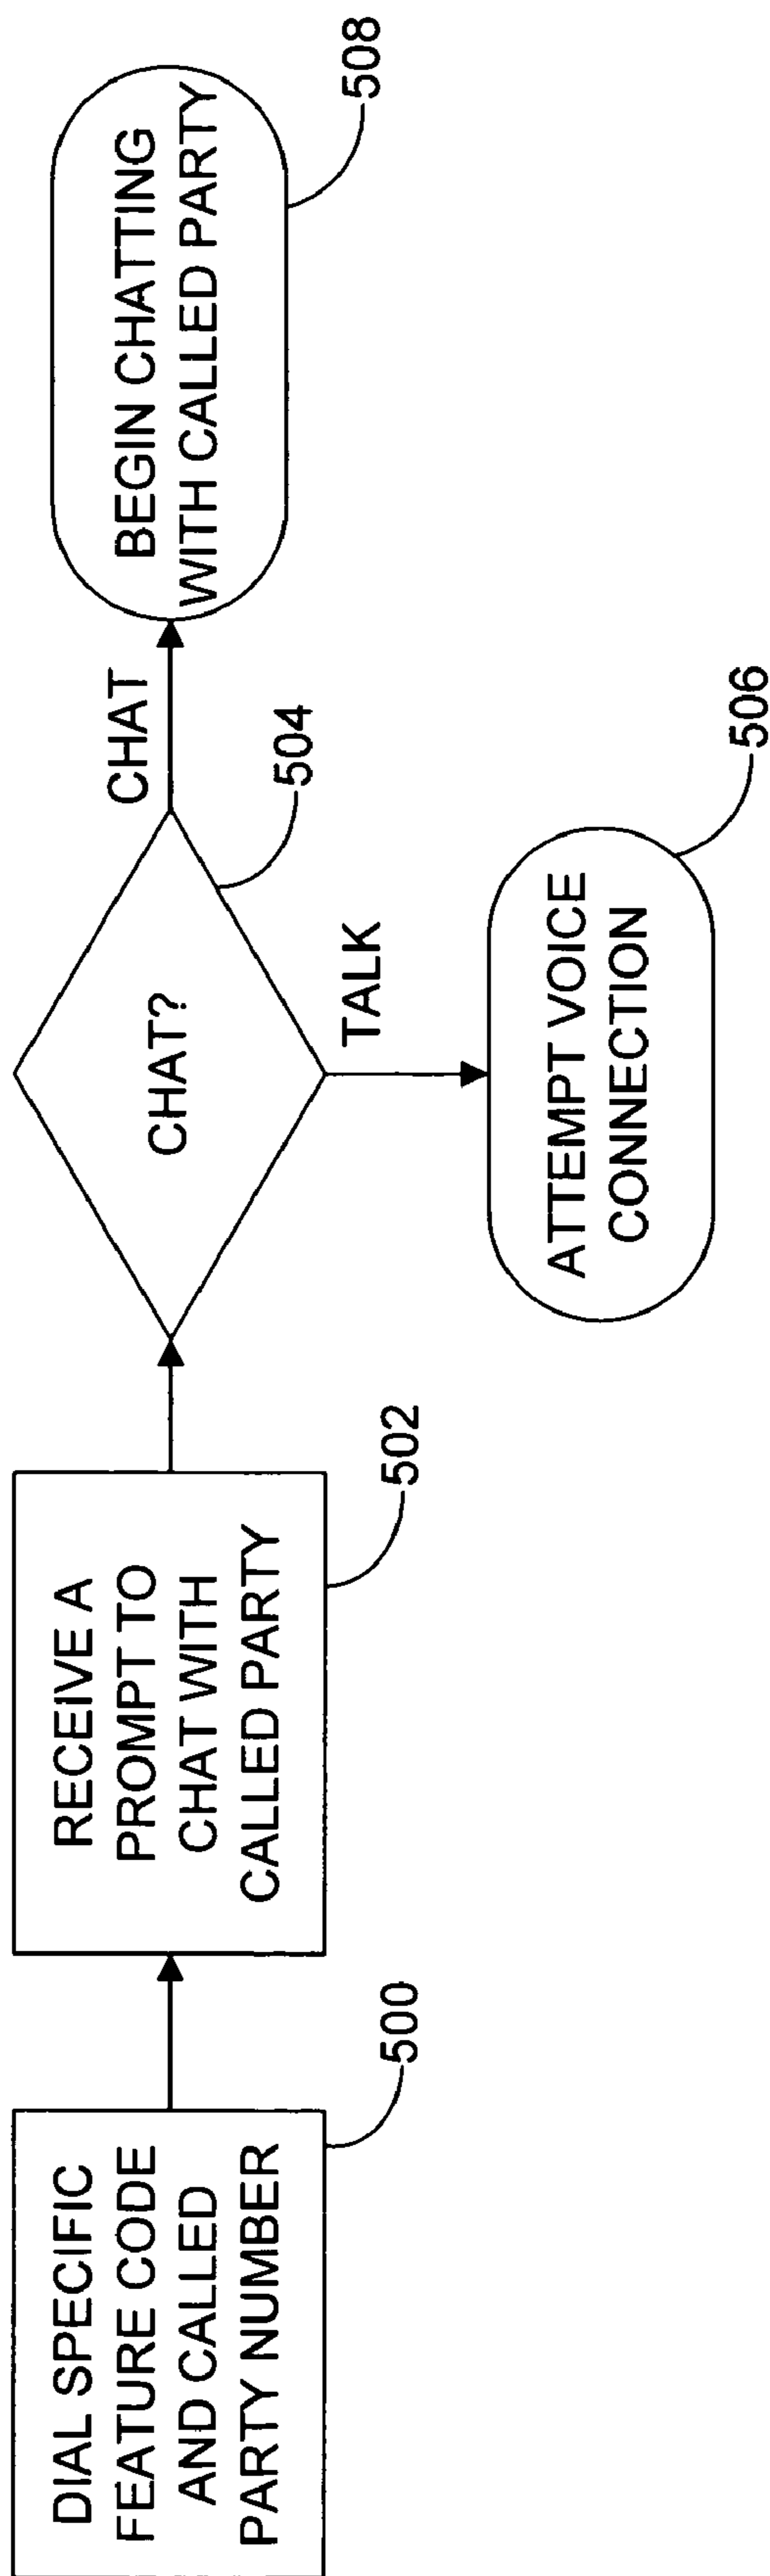 DIAL SPECIFIC
FEATURE CODE
AND CALLED
PARTY NUMBER
500
RECEIVE A
PROMPT TO
CHAT WITH
CALLED PARTY
502
CHAT?
504
CHAT
TALK
BEGIN CHATTING
WITH CALLED PARTY
508
ATTEMPT VOICE
CONNECTION
506